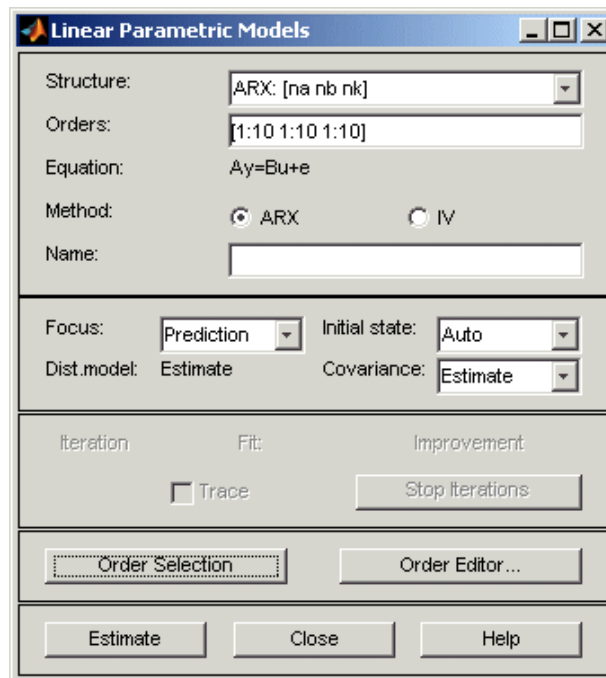 Linear Parametric Models
Structure: ARX: [na nb nk]
Orders: [1:10 1:10 1:10]
Equation: Ay=Bu+e
Method: ARX IV
Name:
Focus: Prediction Initial state: Auto
Dist.model: Estimate Covariance: Estimate
Iteration Fit: Improvement
Trace Stop Iterations
Order Selection Order Editor...
Estimate Close Help